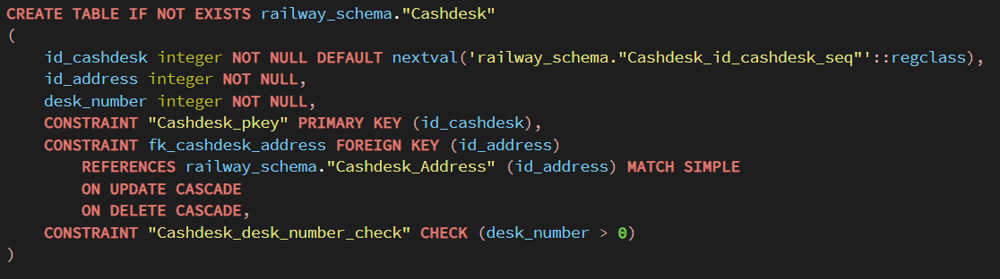 CREATE TABLE IF NOT EXISTS railway_schema."Cashdesk"
(
    id_cashdesk integer NOT NULL DEFAULT nextval('railway_schema."Cashdesk_id_cashdesk_seq"'::regclass),
    id_address integer NOT NULL,
    desk_number integer NOT NULL,
    CONSTRAINT "Cashdesk_pkey" PRIMARY KEY (id_cashdesk),
    CONSTRAINT fk_cashdesk_address FOREIGN KEY (id_address)
        REFERENCES railway_schema."Cashdesk_Address" (id_address) MATCH SIMPLE
        ON UPDATE CASCADE
        ON DELETE CASCADE,
    CONSTRAINT "Cashdesk_desk_number_check" CHECK (desk_number > 0)
)